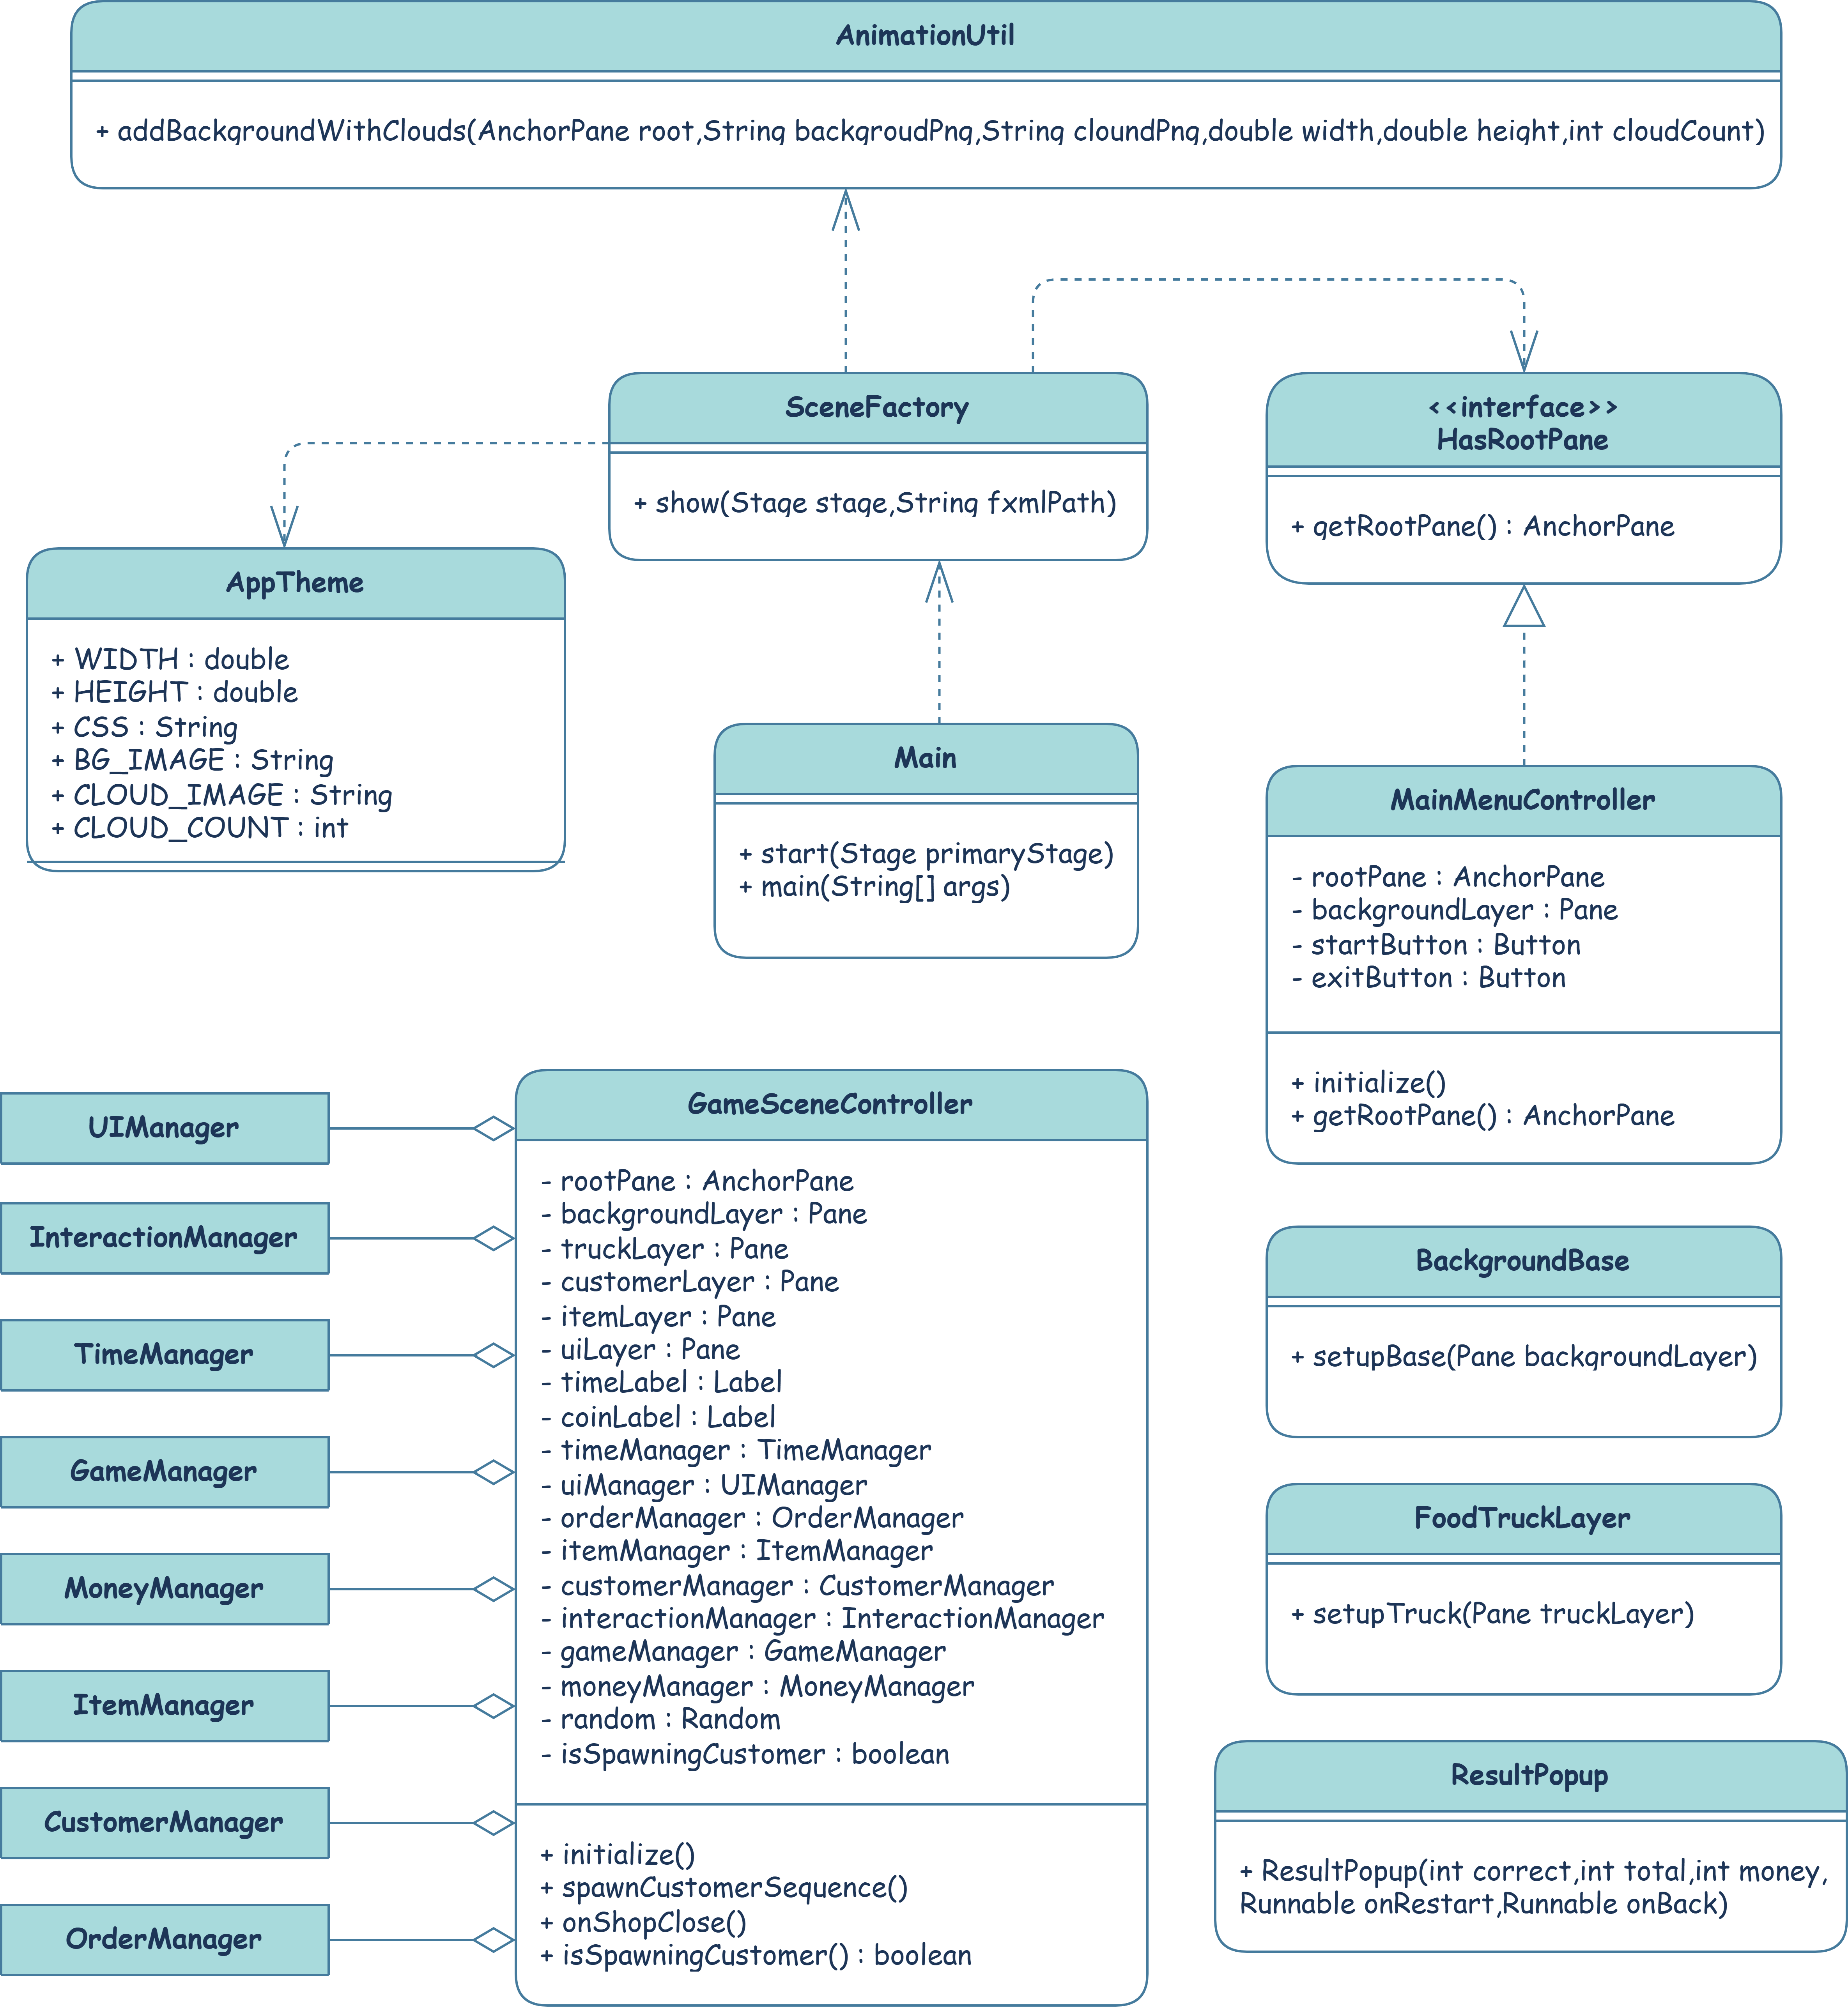 AnimationUtil
+ addBackgroundWithClouds(AnchorPane root,String backgroudPng,String cloundPng,double width,double height,int cloudCount)
SceneFactory
+ show(Stage stage,String fxmlPath)
<<interface>>
HasRootPane
+ getRootPane() : AnchorPane
AppTheme
+ WIDTH : double
+ HEIGHT : double
+ CSS : String
+ BG_IMAGE : String
+ CLOUD_IMAGE : String
+ CLOUD_COUNT : int
Main
+ start(Stage primaryStage)
+ main(String[] args)
MainMenuController
- rootPane : AnchorPane
- backgroundLayer : Pane
- startButton : Button
- exitButton : Button
+ initialize()
+ getRootPane() : AnchorPane
UIManager
InteractionManager
TimeManager
GameManager
MoneyManager
ItemManager
CustomerManager
OrderManager
GameSceneController
- rootPane : AnchorPane
- backgroundLayer : Pane
- truckLayer : Pane
- customerLayer : Pane
- itemLayer : Pane
- uiLayer : Pane
- timeLabel : Label
- coinLabel : Label
- timeManager : TimeManager
- uiManager : UIManager
- orderManager : OrderManager
- itemManager : ItemManager
- customerManager : CustomerManager
- interactionManager : InteractionManager
- gameManager : GameManager
- moneyManager : MoneyManager
- random : Random
- isSpawningCustomer : boolean
+ initialize()
+ spawnCustomerSequence()
+ onShopClose()
+ isSpawningCustomer() : boolean
BackgroundBase
+ setupBase(Pane backgroundLayer)
FoodTruckLayer
+ setupTruck(Pane truckLayer)
ResultPopup
+ ResultPopup(int correct,int total,int money,
Runnable onRestart,Runnable onBack)